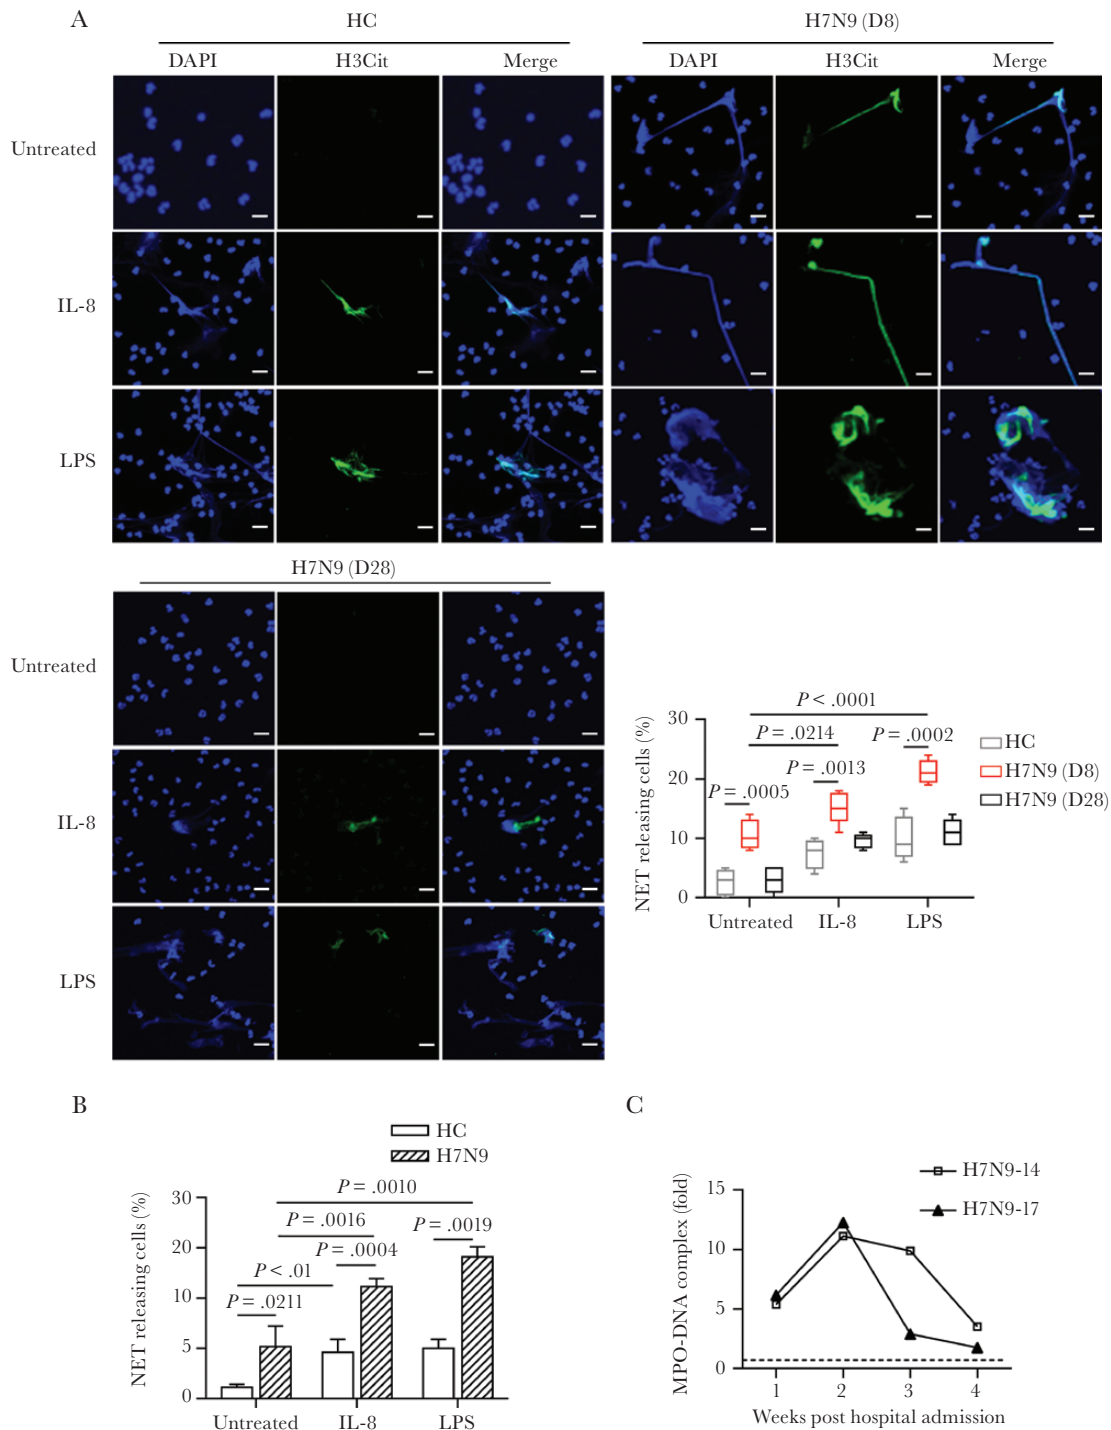 A
HC
H7N9 (D8)
DAPI H3Cit Merge
DAPI H3Cit Merge
Untreated
IL-8
LPS
H7N9 (D28)
Untreated
IL-8
LPS
NET releasing cells (%)
30
20
10
0
P < .0001
P = .0214
P = .0002
P = .0013
P = .0005
HC
H7N9 (D8)
H7N9 (D28)
Untreated IL-8 LPS
B
HC
H7N9
NET releasing cells (%)
30
20
10
5
0
P = .0010
P = .0016
P = .0019
P = .0004
P < .01
P = .0211
Untreated IL-8 LPS
C
H7N9-14
H7N9-17
MPO-DNA complex (fold)
15
10
5
0
1 2 3 4
Weeks post hospital admission